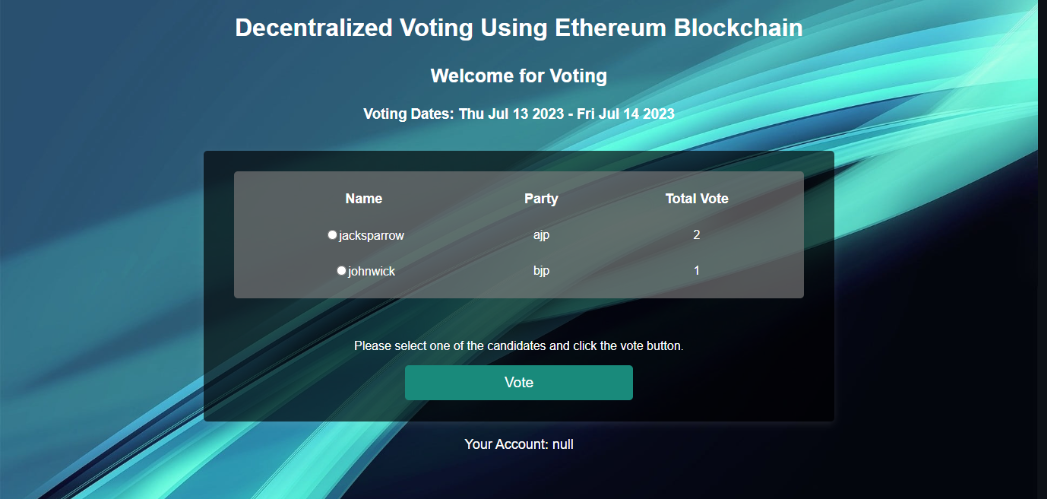 Decentralized Voting Using Ethereum Blockchain
Welcome for Voting
Voting Dates: Thu Jul 13 2023 - Fri Jul 14 2023
Name Party Total Vote
jacksparrow ajp 2
johnwick bjp 1
Please select one of the candidates and click the vote button.
Vote
Your Account: null